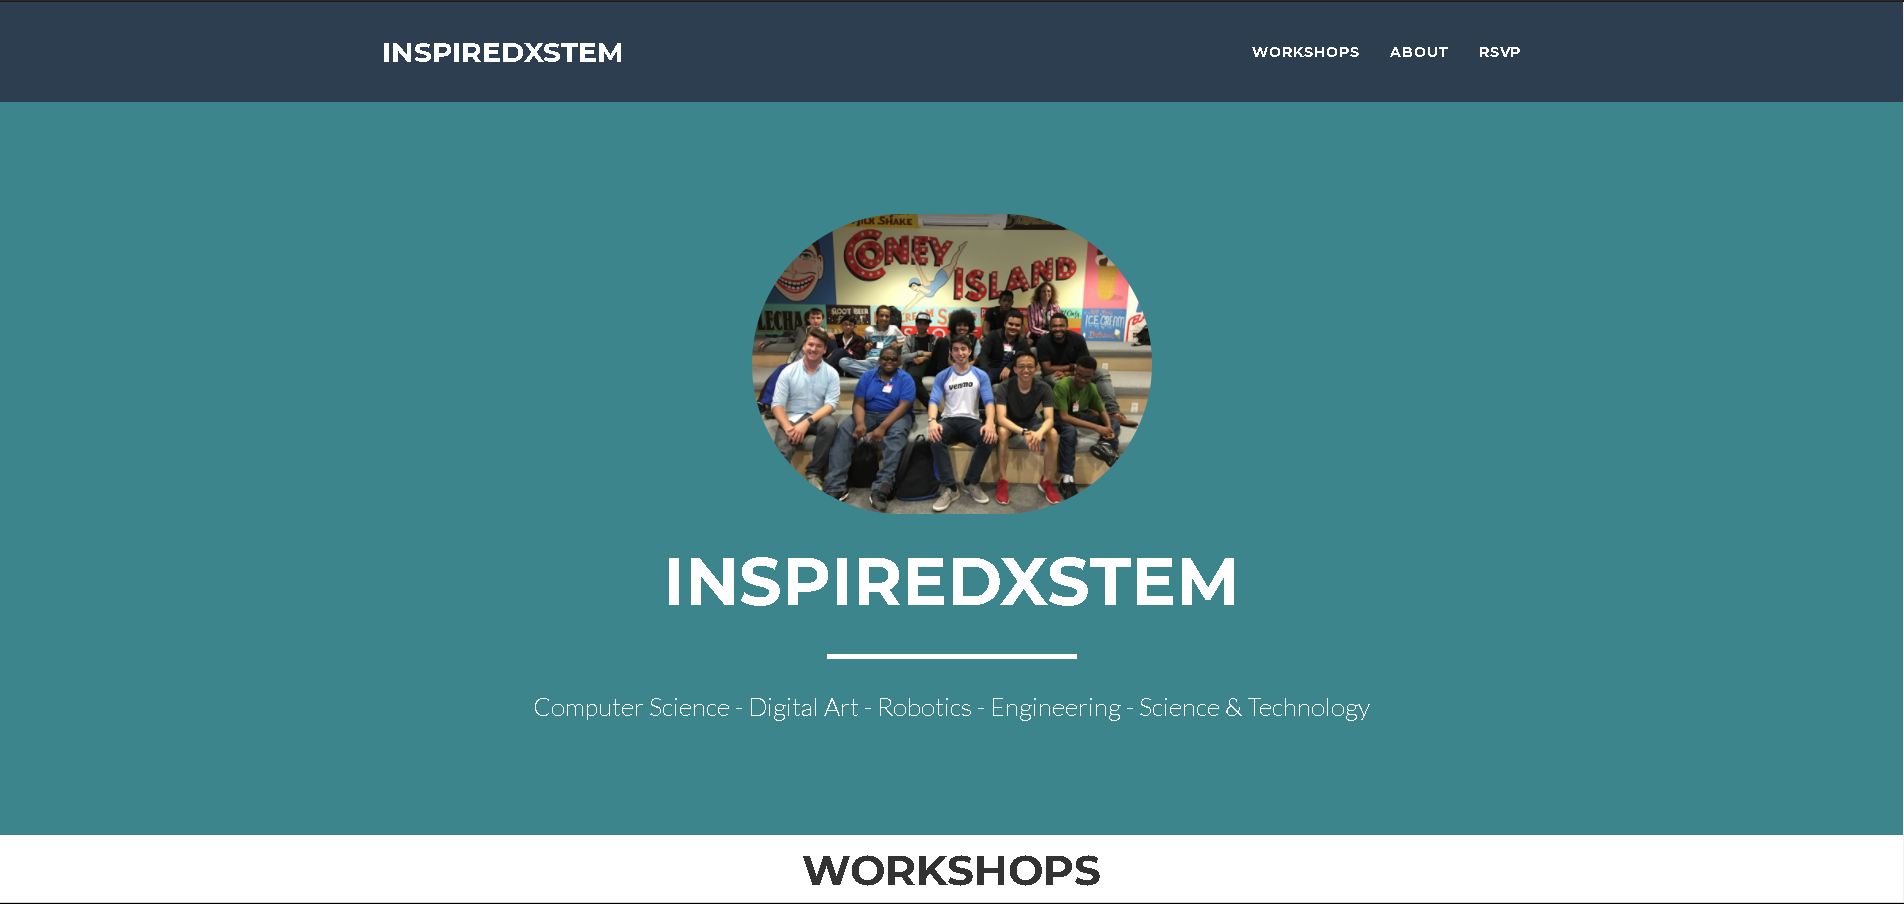 INSPIREDXSTEM
WORKSHOPS ABOUT RSVP
MILK SHAKE
CONEY
ISLAND
ROOT BEER
ICE CREAM
venmo
INSPIREDXSTEM
Computer Science - Digital Art - Robotics - Engineering - Science & Technology
WORKSHOPS